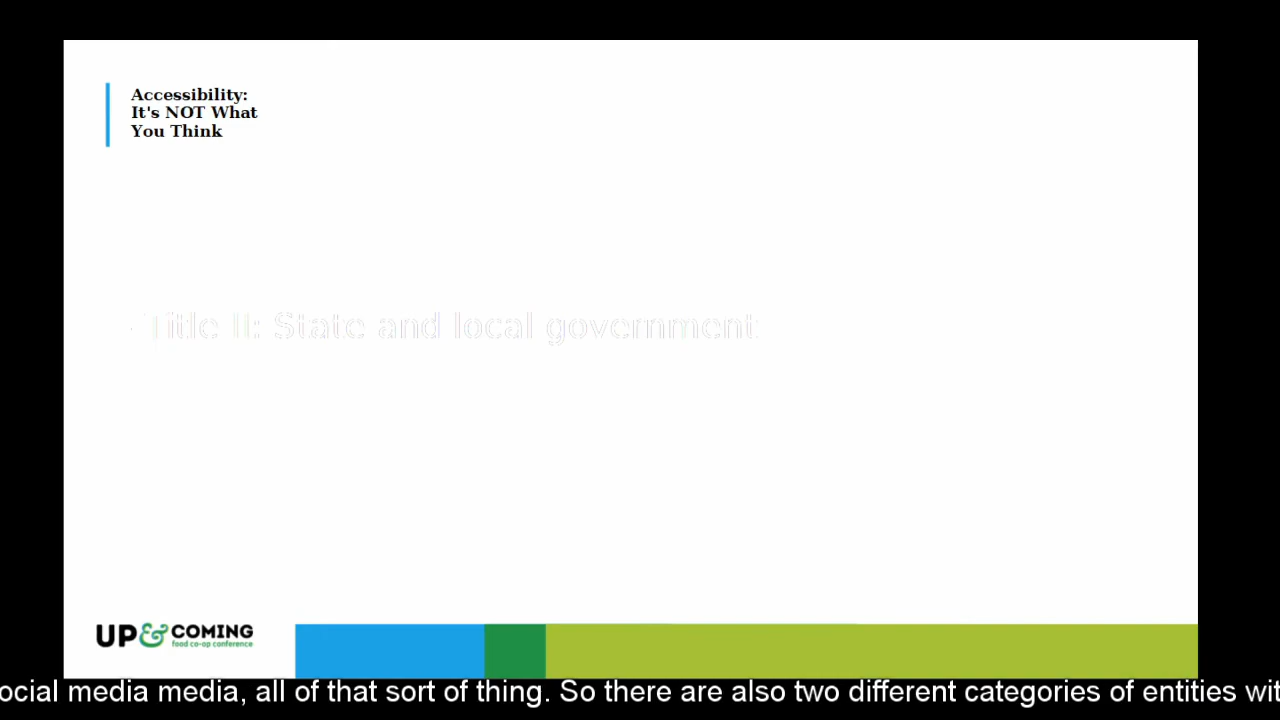 Accessibility:
It's NOT What
You Think
- Title II: State and local government
UP & COMING
food co-op conference
ocial media media, all of that sort of thing. So there are also two different categories of entities wit